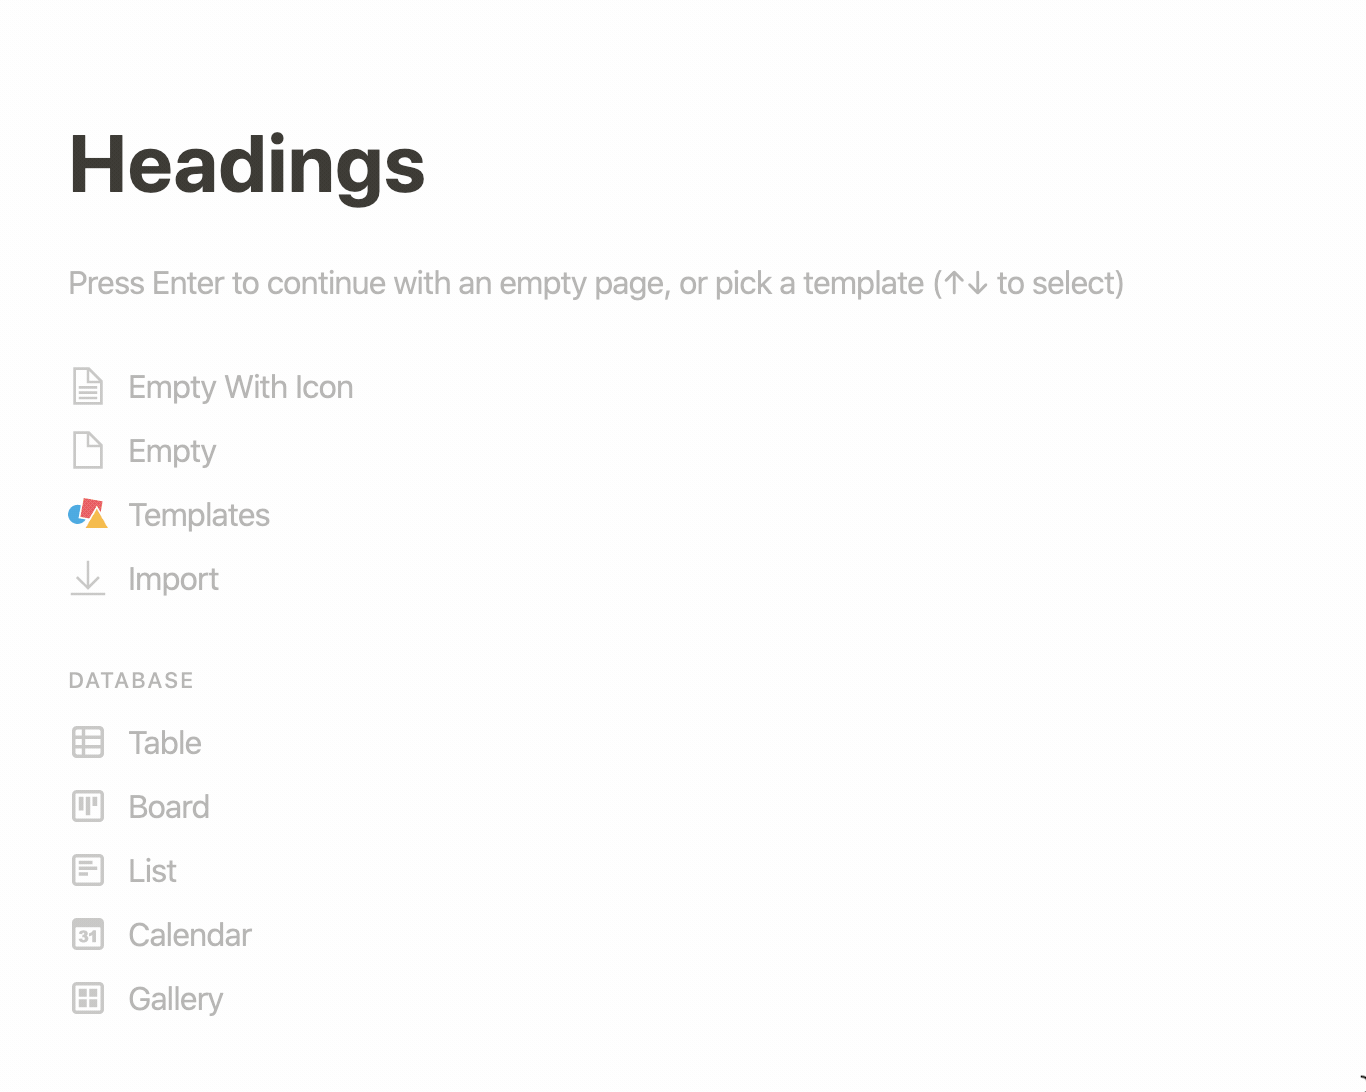 Headings
Press Enter to continue with an empty page, or pick a template (↑↓ to select)
Empty With Icon
Empty
Templates
Import
DATABASE
Table
Board
List
31
Calendar
Gallery